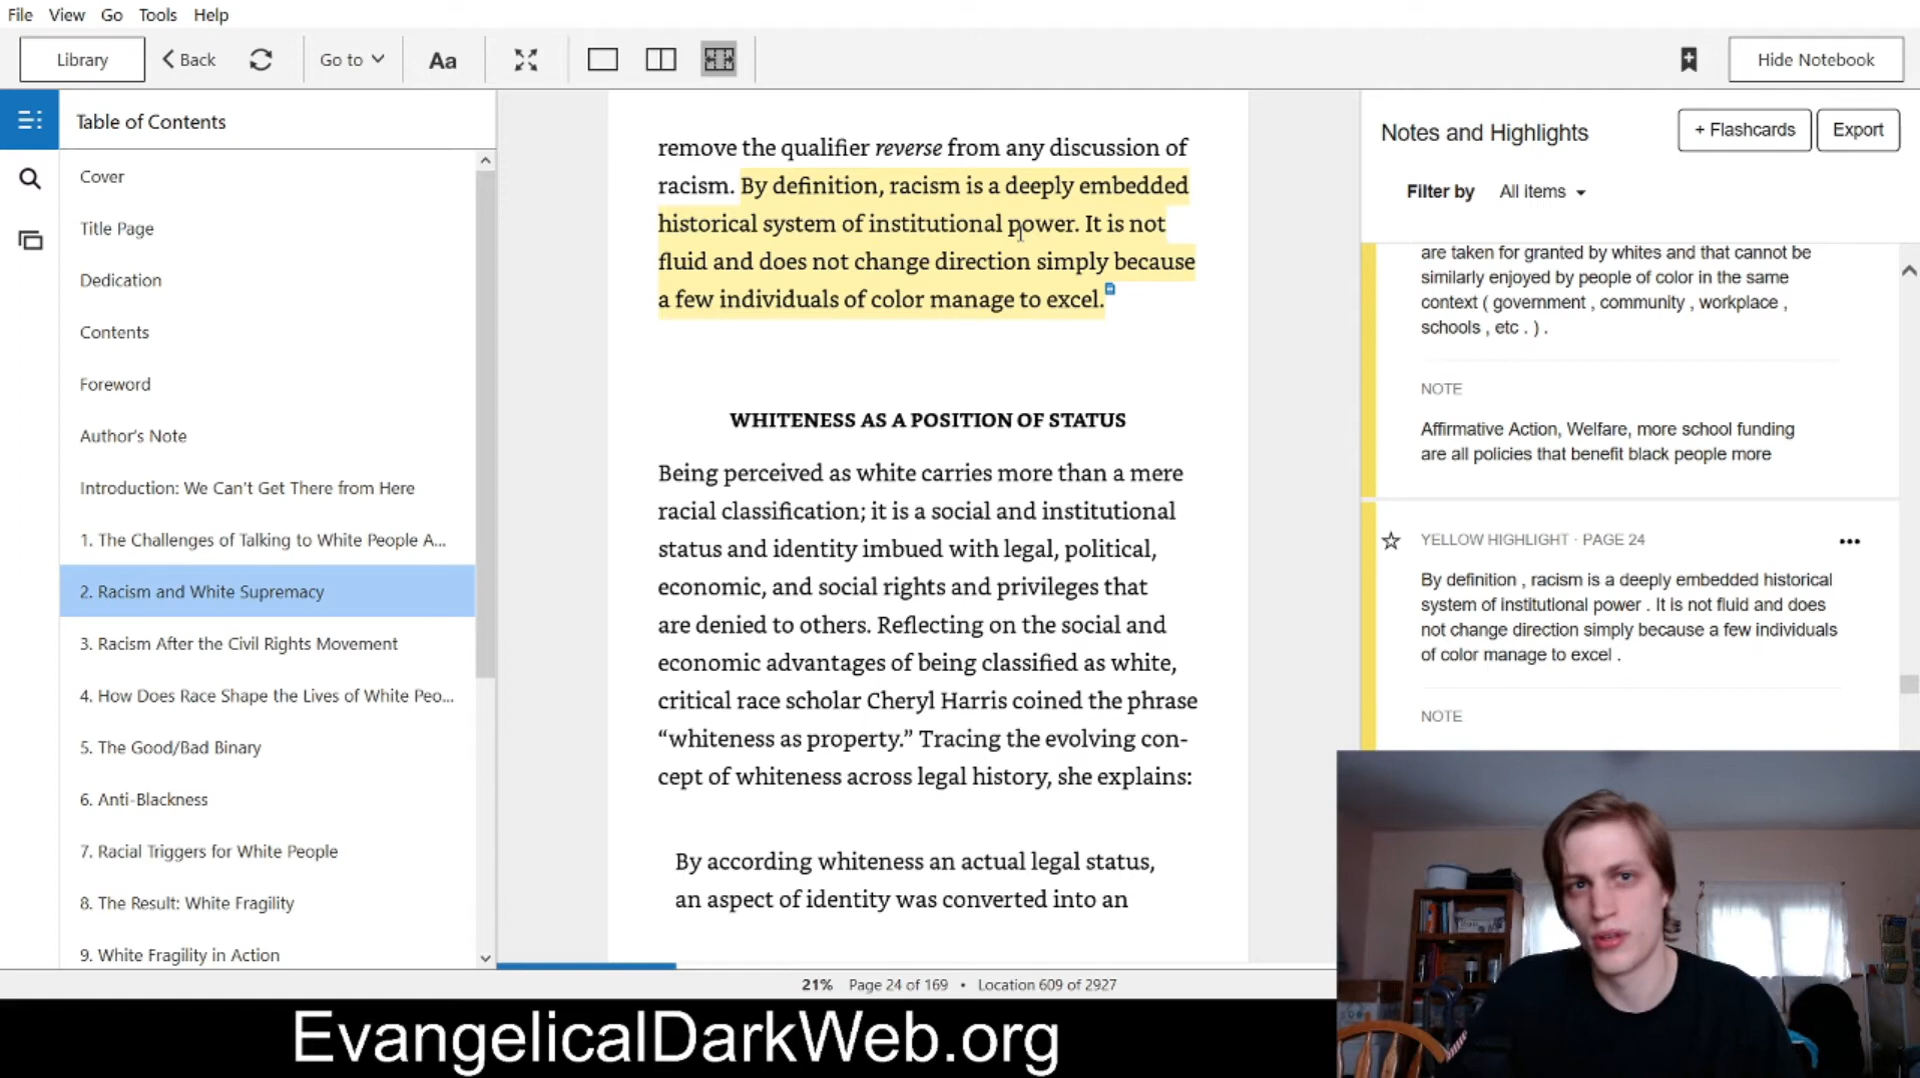 File View Go Tools Help
Library Back Go to Aa Hide Notebook
Table of Contents
Cover
Title Page
Dedication
Contents
Foreword
Author's Note
Introduction: We Can't Get There from Here
1. The Challenges of Talking to White People A...
2. Racism and White Supremacy
3. Racism After the Civil Rights Movement
4. How Does Race Shape the Lives of White Peo...
5. The Good/Bad Binary
6. Anti-Blackness
7. Racial Triggers for White People
8. The Result: White Fragility
9. White Fragility in Action
remove the qualifier reverse from any discussion of
racism. By definition, racism is a deeply embedded
historical system of institutional power. It is not
fluid and does not change direction simply because
a few individuals of color manage to excel.
WHITENESS AS A POSITION OF STATUS
Being perceived as white carries more than a mere
racial classification; it is a social and institutional
status and identity imbued with legal, political,
economic, and social rights and privileges that
are denied to others. Reflecting on the social and
economic advantages of being classified as white,
critical race scholar Cheryl Harris coined the phrase
“whiteness as property.” Tracing the evolving con-
cept of whiteness across legal history, she explains:
By according whiteness an actual legal status,
an aspect of identity was converted into an
21% Page 24 of 169 • Location 609 of 2927
Notes and Highlights + Flashcards Export
Filter by All items
are taken for granted by whites and that cannot be
similarly enjoyed by people of color in the same
context ( government , community , workplace ,
schools , etc . ) .
NOTE
Affirmative Action, Welfare, more school funding
are all policies that benefit black people more
YELLOW HIGHLIGHT · PAGE 24
By definition , racism is a deeply embedded historical
system of institutional power . It is not fluid and does
not change direction simply because a few individuals
of color manage to excel .
NOTE
EvangelicalDarkWeb.org